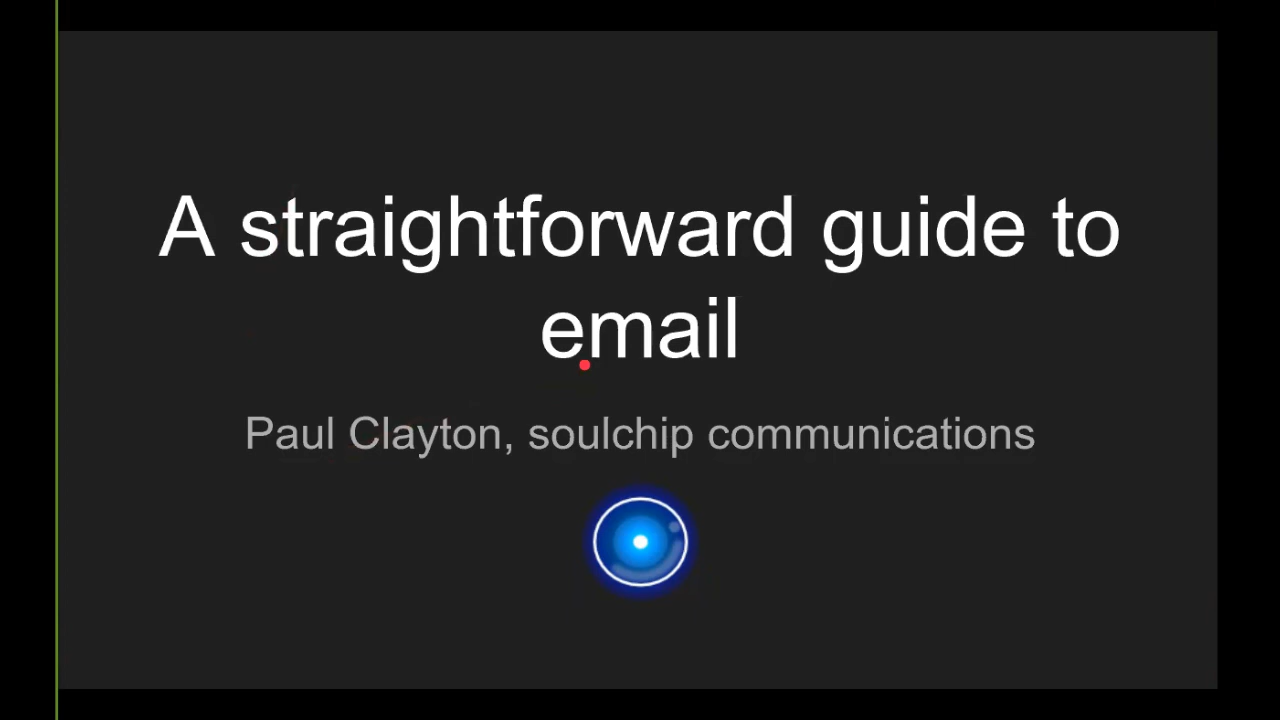 A straightforward guide to
email
Paul Clayton, soulchip communications